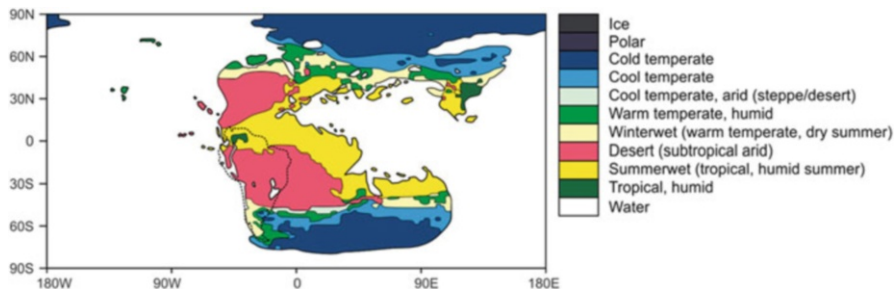 90N
60N
30N
0
30S
60S
90S
180W
90W
0
90E
180E
Ice
Polar
Cold temperate
Cool temperate
Cool temperate, arid (steppe/desert)
Warm temperate, humid
Winterwet (warm temperate, dry summer)
Desert (subtropical arid)
Summerwet (tropical, humid summer)
Tropical, humid
Water